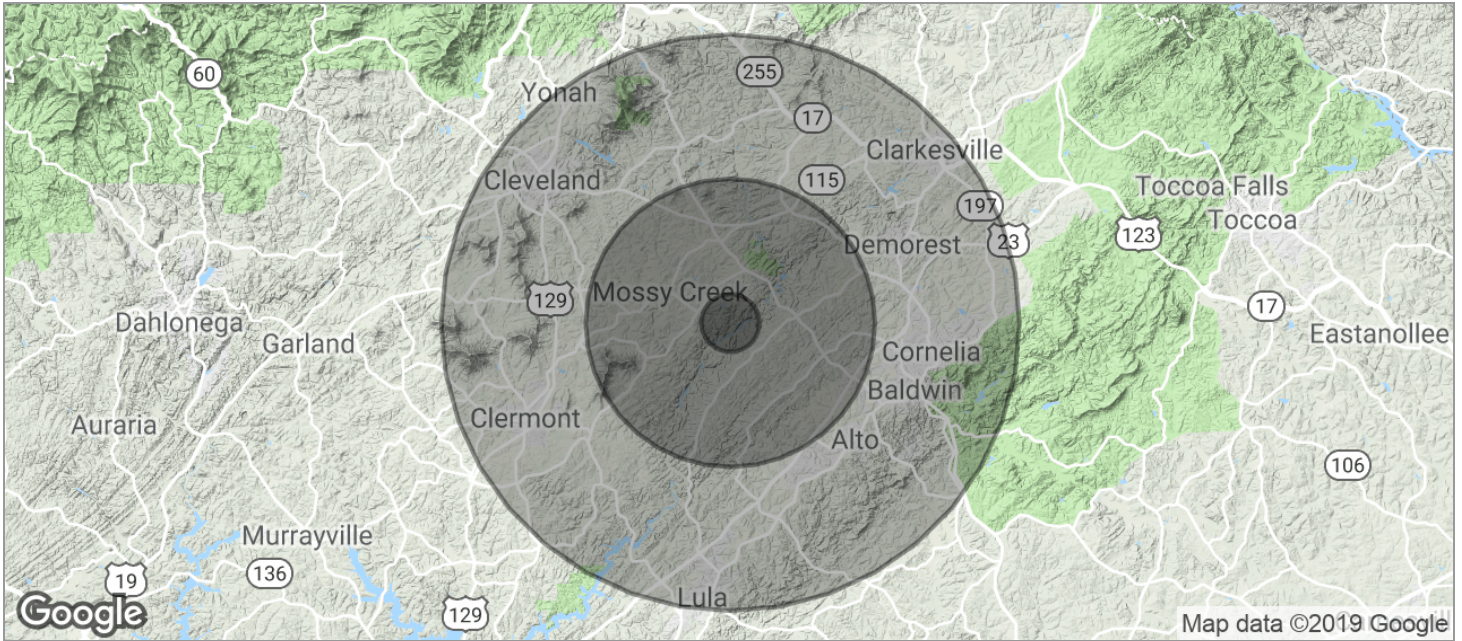 60
255
Yonah
17
Clarkesville
115
Cleveland
Toccoa Falls
197
Toccoa
123
Demorest
23
Mossy Creek
129
17
Dahlonega
Eastanollee
Garland
Cornelia
Baldwin
Clermont
Auraria
Alto
106
Murrayville
136
19
Lula
129
Google
Map data ©2019 Google